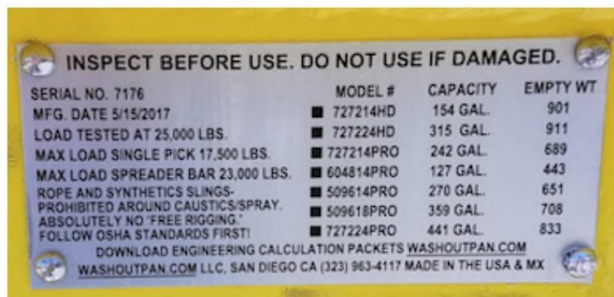 INSPECT BEFORE USE. DO NOT USE IF DAMAGED.
SERIAL NO. 7176 MODEL # CAPACITY EMPTY WT
MFG. DATE 5/15/2017 ■ 727214HD 154 GAL. 901
LOAD TESTED AT 25,000 LBS. ■ 727224HD 315 GAL. 911
MAX LOAD SINGLE PICK 17,500 LBS. ■ 727214PRO 242 GAL. 689
MAX LOAD SPREADER BAR 23,000 LBS. ■ 604814PRO 127 GAL. 443
ROPE AND SYNTHETICS SLINGS- ■ 509614PRO 270 GAL. 651
PROHIBITED AROUND CAUSTICS/SPRAY. ■ 509618PRO 359 GAL. 708
ABSOLUTELY NO 'FREE RIGGING.'
FOLLOW OSHA STANDARDS FIRST! ■ 727224PRO 441 GAL. 833
DOWNLOAD ENGINEERING CALCULATION PACKETS WASHOUTPAN.COM
WASHOUTPAN.COM LLC, SAN DIEGO CA (323) 963-4117 MADE IN THE USA & MX